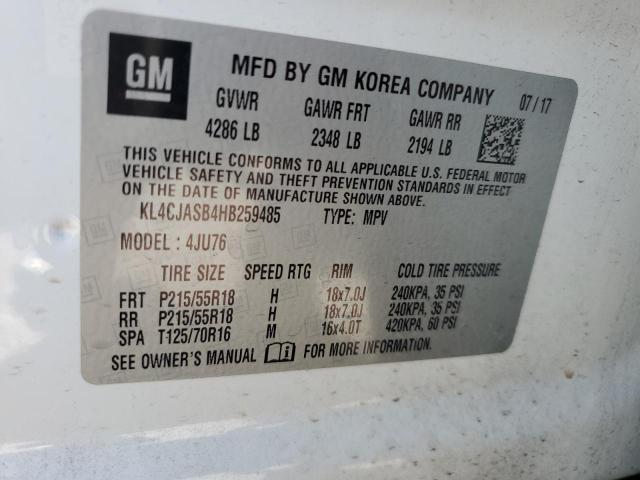 GM MFD BY GM KOREA COMPANY 07/17
GVWR GAWR FRT GAWR RR
4286 LB 2348 LB 2194 LB
THIS VEHICLE CONFORMS TO ALL APPLICABLE U.S. FEDERAL MOTOR
VEHICLE SAFETY AND THEFT PREVENTION STANDARDS IN EFFECT
ON THE DATE OF MANUFACTURE SHOWN ABOVE.
KL4CJASB4HB259485 TYPE: MPV
MODEL: 4JU76
TIRE SIZE SPEED RTG RIM COLD TIRE PRESSURE
FRT P215/55R18 H 18x7.0J 240KPA, 35 PSI
RR P215/55R18 H 18x7.0J 240KPA, 35 PSI
SPA T125/70R16 M 16x4.0T 420KPA, 60 PSI
SEE OWNER'S MANUAL FOR MORE INFORMATION.